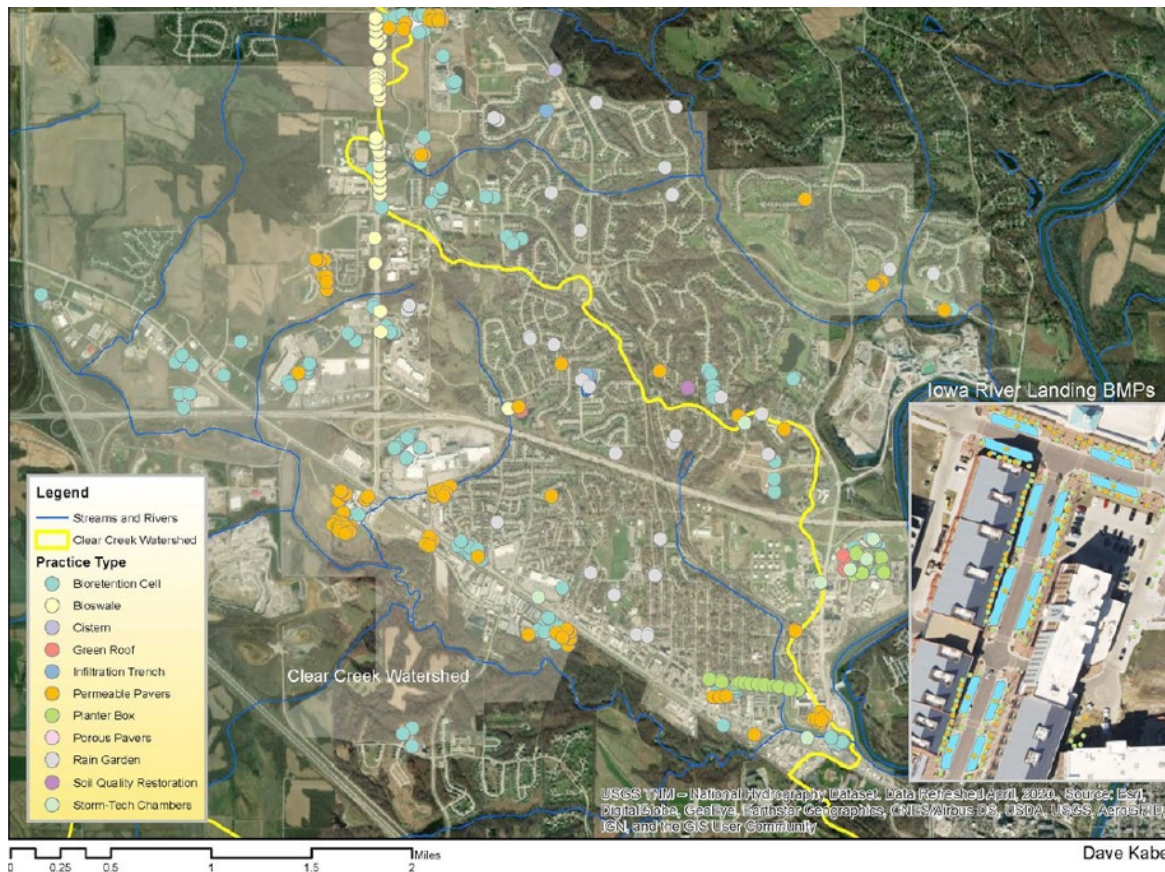 Iowa River Landing BMPs
Legend
Streams and Rivers
Clear Creek Watershed
Practice Type
Bioretention Cell
Bioswale
Cistern
Green Roof
Infiltration Trench
Permeable Pavers
Planter Box
Porous Pavers
Rain Garden
Soil Quality Restoration
Storm-Tech Chambers
Clear Creek Watershed
USGS TNM – National Hydrography Dataset. Data Refreshed April, 2020., Source: Esri,
DigitalGlobe, GeoEye, Earthstar Geographics, CNES/Airbus DS, USDA, USGS, AeroGRID,
IGN, and the GIS User Community
0 0.25 0.5 1 1.5 2 Miles
Dave Kabe